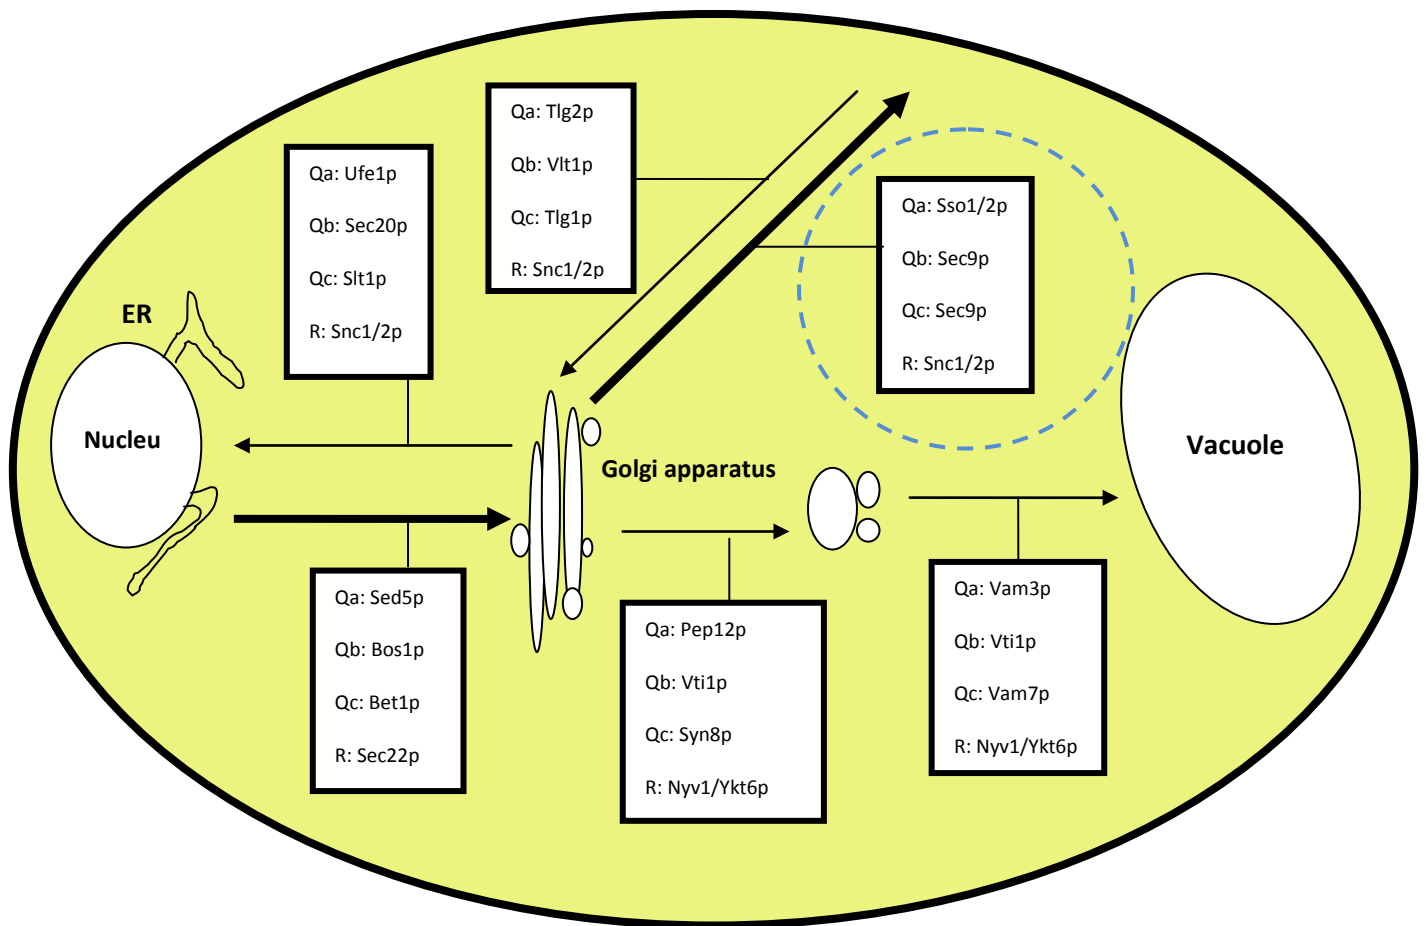 Qa: Tlg2p
Qb: Vlt1p
Qc: Tlg1p
R: Snc1/2p
Qa: Ufe1p
Qb: Sec20p
Qc: Slt1p
R: Snc1/2p
Qa: Sso1/2p
Qb: Sec9p
Qc: Sec9p
R: Snc1/2p
ER
Nucleu
Golgi apparatus
Vacuole
Qa: Sed5p
Qb: Bos1p
Qc: Bet1p
R: Sec22p
Qa: Pep12p
Qb: Vti1p
Qc: Syn8p
R: Nyv1/Ykt6p
Qa: Vam3p
Qb: Vti1p
Qc: Vam7p
R: Nyv1/Ykt6p